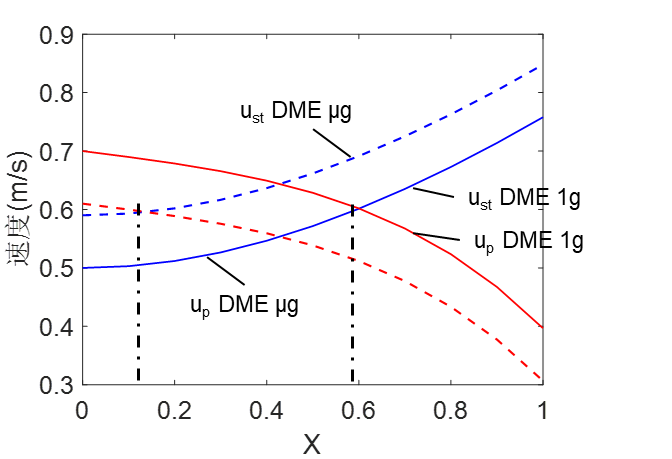 0.9
0.8
0.7
0.6
0.5
0.4
0.3
速度(m/s)
u_st DME µg
u_st DME 1g
u_p DME 1g
u_p DME µg
0 0.2 0.4 0.6 0.8 1
X